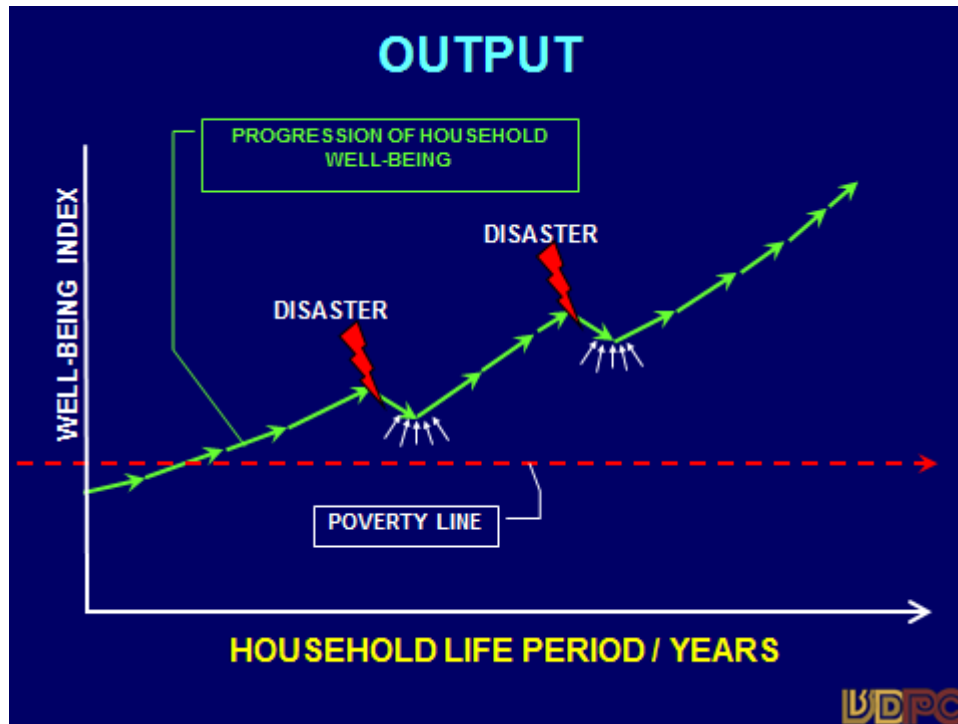 OUTPUT
PROGRESSION OF HOUSEHOLD
WELL-BEING
WELL-BEING INDEX
DISASTER
DISASTER
POVERTY LINE
HOUSEHOLD LIFE PERIOD / YEARS